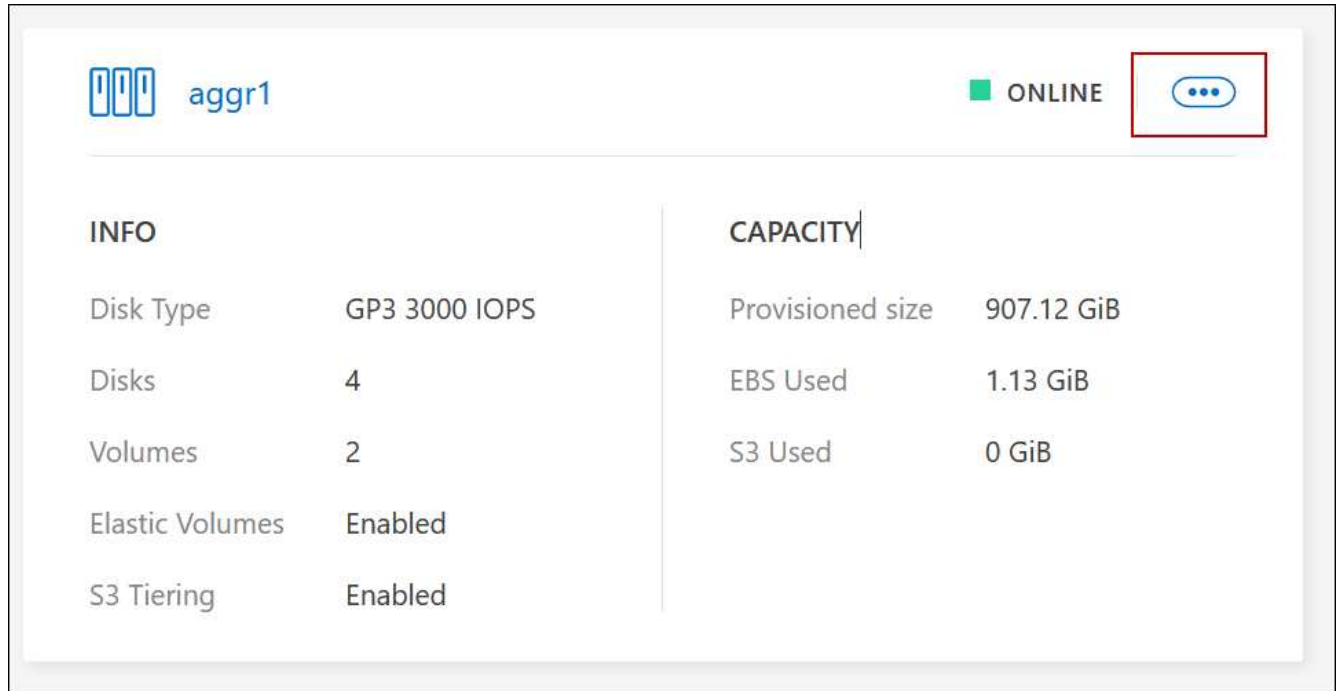 aggr1
ONLINE
INFO
Disk Type GP3 3000 IOPS
Disks 4
Volumes 2
Elastic Volumes Enabled
S3 Tiering Enabled
CAPACITY
Provisioned size 907.12 GiB
EBS Used 1.13 GiB
S3 Used 0 GiB